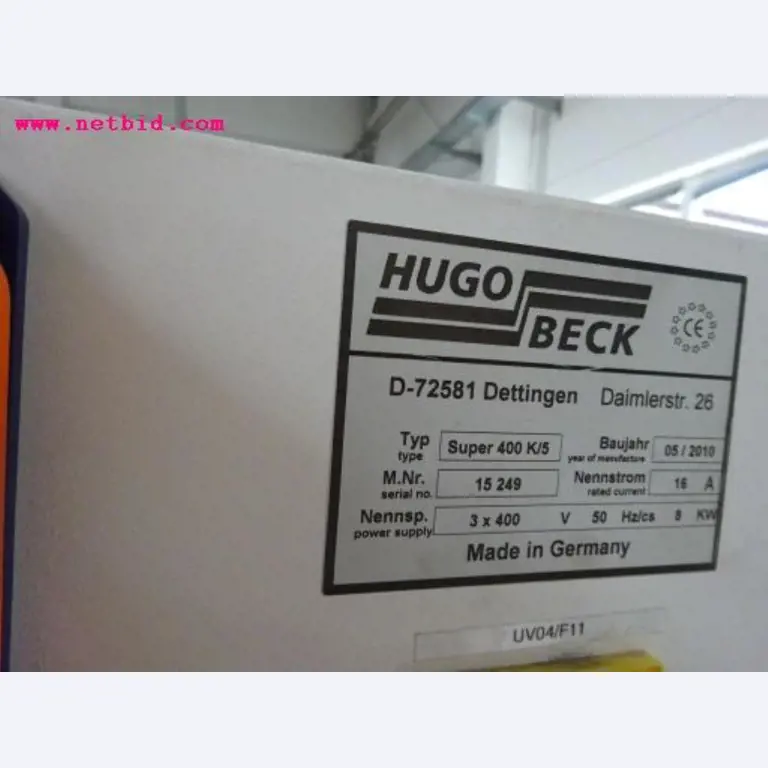 www.netbid.com
HUGO
BECK
CE
D-72581 Dettingen Daimlerstr. 26
Typ Super 400 K/5 Baujahr 05 / 2010
type year of manufacture
M.Nr. 15 249 Nennstrom 16 A
serial no. rated current
Nennsp. 3 x 400 V 50 Hz/cs 8 KW
power supply
Made in Germany
UV04/F11